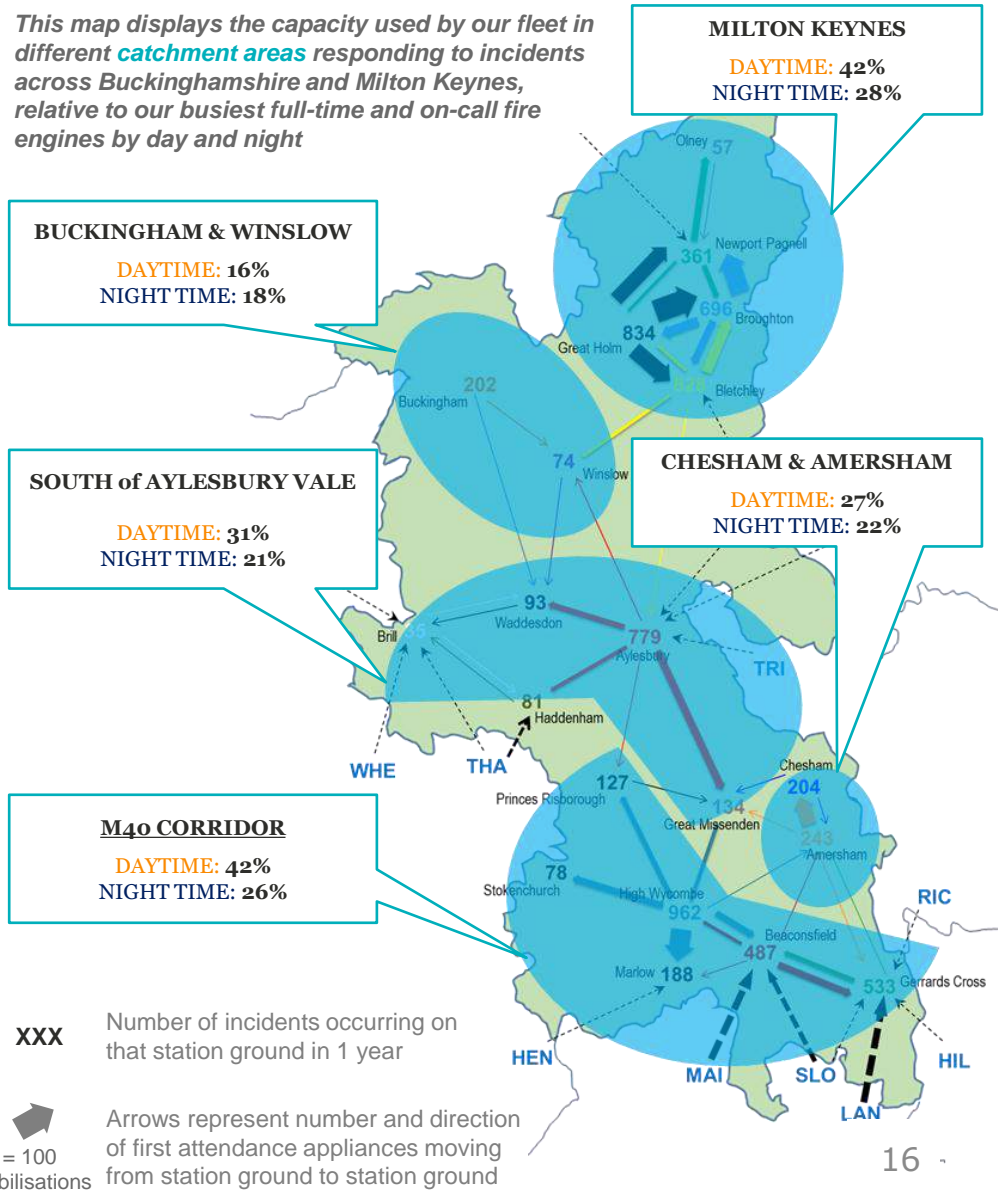 This map displays the capacity used by our fleet in
different catchment areas responding to incidents
across Buckinghamshire and Milton Keynes,
relative to our busiest full-time and on-call fire
engines by day and night
MILTON KEYNES
DAYTIME: 42%
NIGHT TIME: 28%
Olney 57
BUCKINGHAM & WINSLOW
DAYTIME: 16%
NIGHT TIME: 18%
Newport Pagnell
361
696
Broughton
834
Great Holm
Bletchley
202
Buckingham
74
Winslow
SOUTH of AYLESBURY VALE
DAYTIME: 31%
NIGHT TIME: 21%
CHESHAM & AMERSHAM
DAYTIME: 27%
NIGHT TIME: 22%
93
Waddesdon
Brill 35
779
Aylesbury
TRI
81
Haddenham
WHE
THA
Chesham
204
127
Princes Risborough
134
Great Missenden
243
Amersham
M40 CORRIDOR
DAYTIME: 42%
NIGHT TIME: 26%
78
Stokenchurch
High Wycombe
962
RIC
Beaconsfield
487
Marlow 188
533 Gerrards Cross
HEN
MAI
SLO
HIL
LAN
XXX
Number of incidents occurring on
that station ground in 1 year
= 100
bilisations
Arrows represent number and direction
of first attendance appliances moving
from station ground to station ground
16